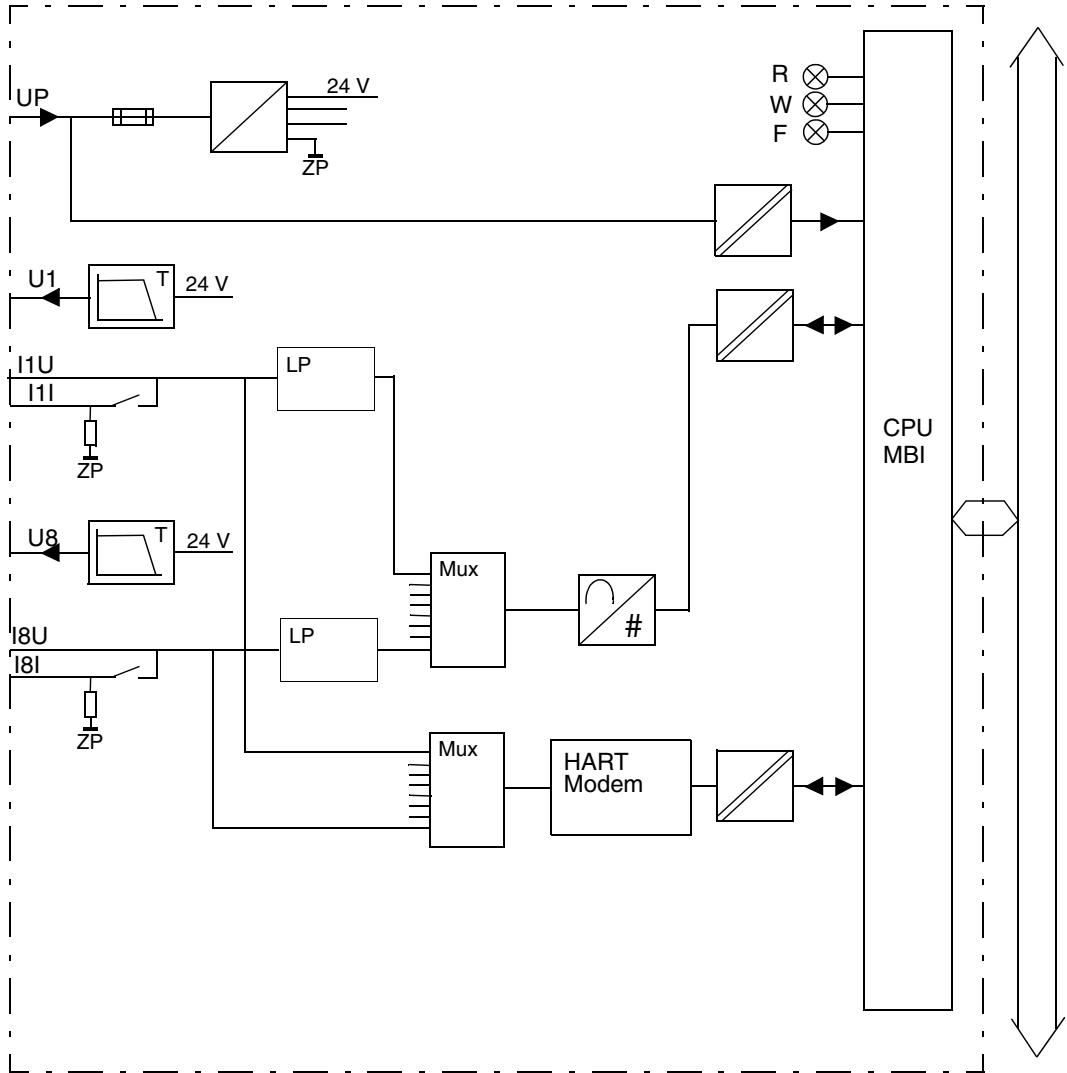 R
W
F
UP
24 V
ZP
U1
T
24 V
I1U
I1I
ZP
LP
CPU
MBI
U8
T
24 V
Mux
#
I8U
I8I
ZP
LP
Mux
HART
Modem